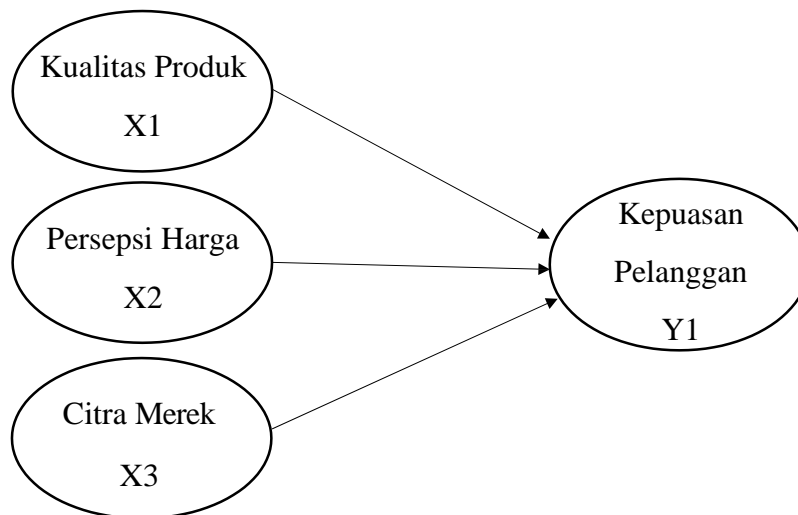 Kualitas Produk
X1
Persepsi Harga
X2
Citra Merek
X3
Kepuasan
Pelanggan
Y1